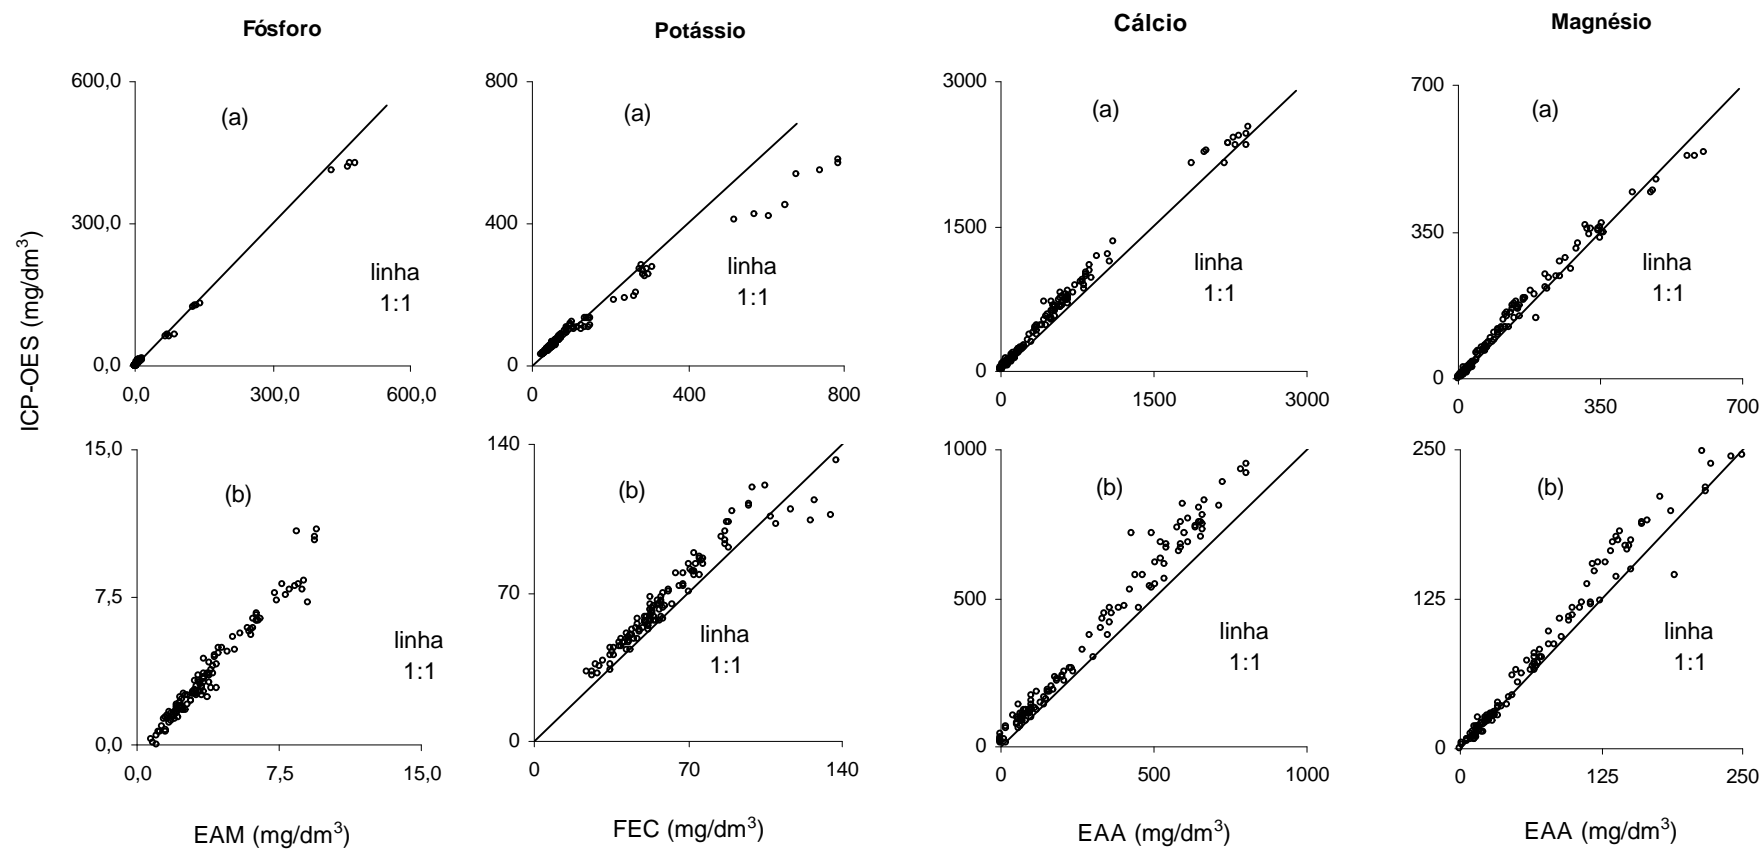 Fósforo
Potássio
Cálcio
Magnésio
ICP-OES (mg/dm³)
600,0
300,0
0,0
(a)
linha
1:1
0,0 300,0 600,0
800
400
0
(a)
linha
1:1
0 400 800
3000
1500
0
(a)
linha
1:1
0 1500 3000
700
350
0
(a)
linha
1:1
0 350 700
15,0
7,5
0,0
(b)
linha
1:1
0,0 7,5 15,0
EAM (mg/dm³)
140
70
0
(b)
linha
1:1
0 70 140
FEC (mg/dm³)
1000
500
0
(b)
linha
1:1
0 500 1000
EAA (mg/dm³)
250
125
0
(b)
linha
1:1
0 125 250
EAA (mg/dm³)